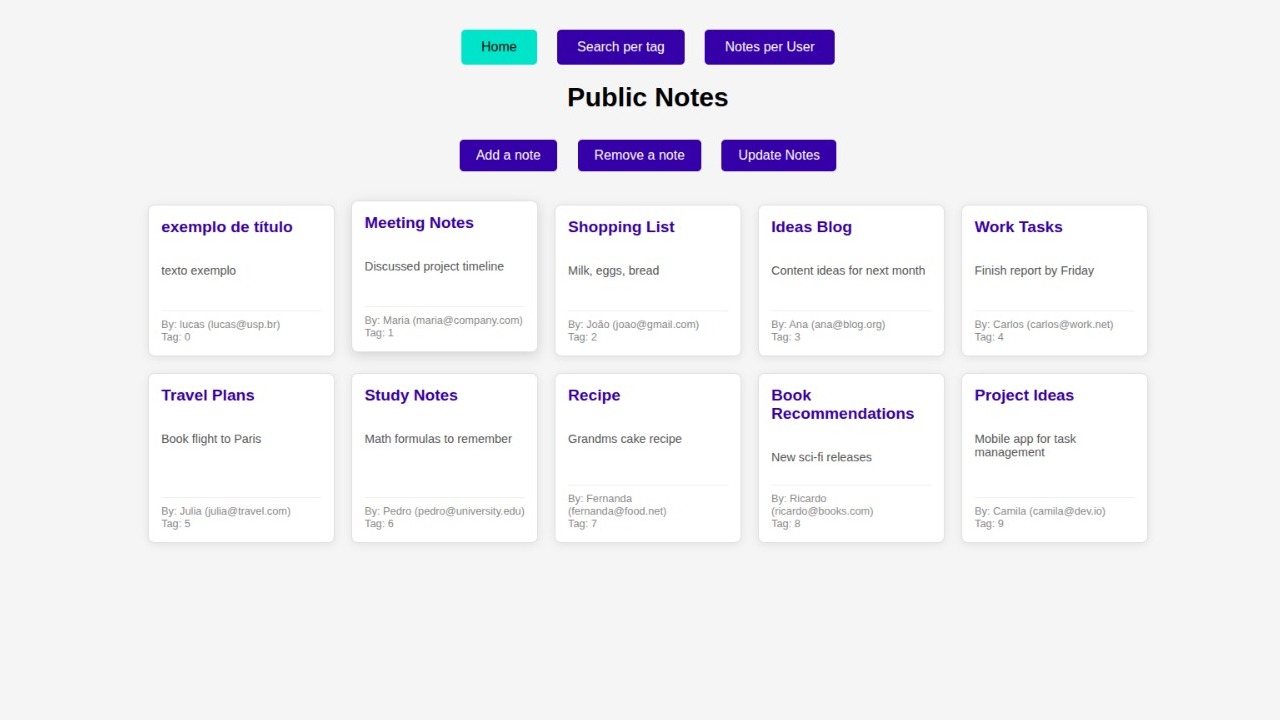 Home
Search per tag
Notes per User
Public Notes
Add a note
Remove a note
Update Notes
exemplo de título
texto exemplo
By: lucas (lucas@usp.br)
Tag: 0
Meeting Notes
Discussed project timeline
By: Maria (maria@company.com)
Tag: 1
Shopping List
Milk, eggs, bread
By: João (joao@gmail.com)
Tag: 2
Ideas Blog
Content ideas for next month
By: Ana (ana@blog.org)
Tag: 3
Work Tasks
Finish report by Friday
By: Carlos (carlos@work.net)
Tag: 4
Travel Plans
Book flight to Paris
By: Julia (julia@travel.com)
Tag: 5
Study Notes
Math formulas to remember
By: Pedro (pedro@university.edu)
Tag: 6
Recipe
Grandms cake recipe
By: Fernanda
(fernanda@food.net)
Tag: 7
Book
Recommendations
New sci-fi releases
By: Ricardo
(ricardo@books.com)
Tag: 8
Project Ideas
Mobile app for task
management
By: Camila (camila@dev.io)
Tag: 9